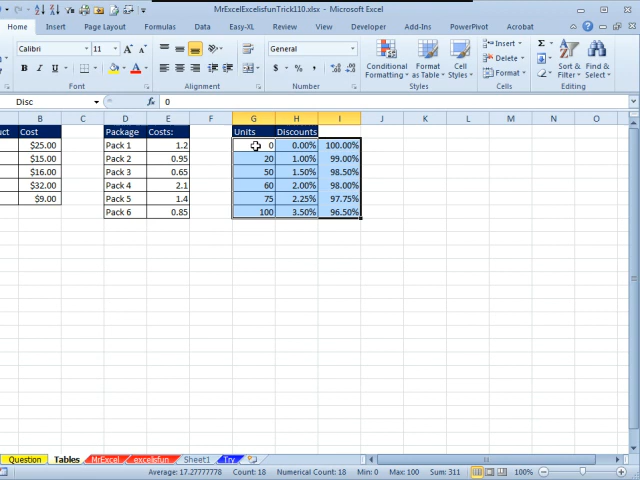 MrExcelExcelisfunTrick110.xlsx - Microsoft Excel
Home Insert Page Layout Formulas Data Review View Developer Add-Ins Easy-XL PowerPivot Acrobat
Calibri 11 General Insert
B I U $ % , Conditional Formatting Format as Table Cell Styles Delete Format Sort & Filter Find & Select
Font Alignment Number Styles Cells Editing
Disc fx 0
B C D E F G H I J K L M N O
uct Cost Package Costs: Units Discounts
$25.00 Pack 1 1.2 0 0.00% 100.00%
$15.00 Pack 2 0.95 20 1.00% 99.00%
$16.00 Pack 3 0.65 50 1.50% 98.50%
$32.00 Pack 4 2.1 60 2.00% 98.00%
$9.00 Pack 5 1.4 75 2.25% 97.75%
Pack 6 0.85 100 3.50% 96.50%
Question Tables MrExcel excelisfun Sheet1 Try
Average: 17.27777778 Count: 18 Numerical Count: 18 Min: 0 Max: 100 Sum: 311 100%